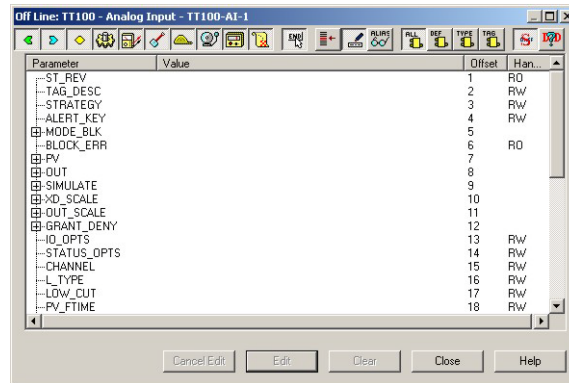 Off Line: TT100 - Analog Input - TT100-AI-1
ALIAS ALL DEF TYPE TAG
Parameter Value Offset Han...
ST_REV 1 RO
TAG_DESC 2 RW
STRATEGY 3 RW
ALERT_KEY 4 RW
MODE_BLK 5
BLOCK_ERR 6 RO
PV 7
OUT 8
SIMULATE 9
XD_SCALE 10
OUT_SCALE 11
GRANT_DENY 12
IO_OPTS 13 RW
STATUS_OPTS 14 RW
CHANNEL 15 RW
L_TYPE 16 RW
LOW_CUT 17 RW
PV_FTIME 18 RW
Cancel Edit Edit Clear Close Help